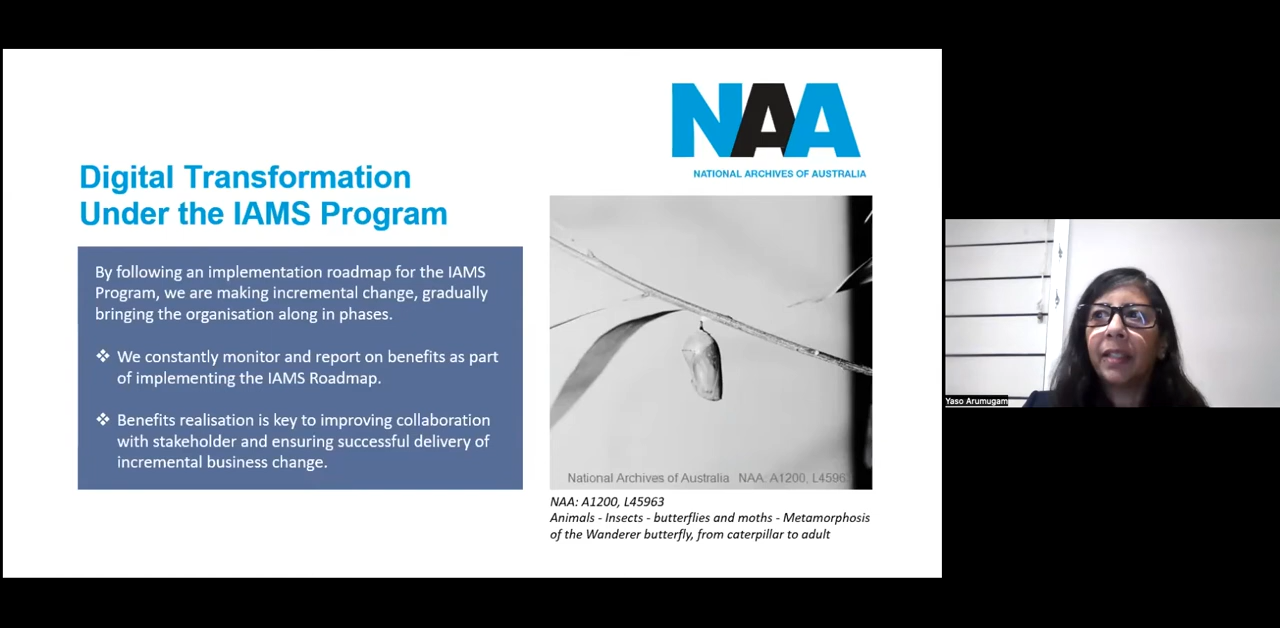 NAA
NATIONAL ARCHIVES OF AUSTRALIA
Digital Transformation
Under the IAMS Program
By following an implementation roadmap for the IAMS
Program, we are making incremental change, gradually
bringing the organisation along in phases.
❖ We constantly monitor and report on benefits as part
of implementing the IAMS Roadmap.
❖ Benefits realisation is key to improving collaboration
with stakeholder and ensuring successful delivery of
incremental business change.
National Archives of Australia NAA: A1200, L45963
NAA: A1200, L45963
Animals - Insects - butterflies and moths - Metamorphosis
of the Wanderer butterfly, from caterpillar to adult
Yaso Arumugam